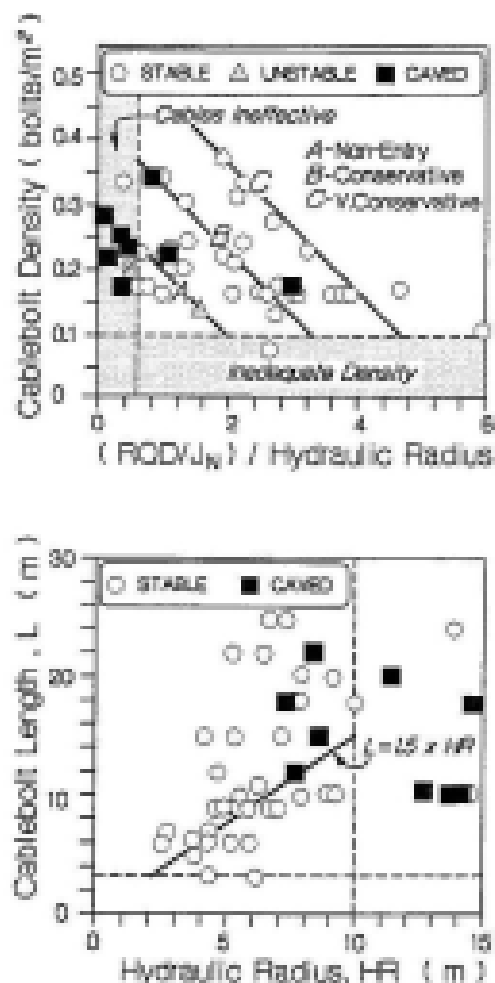 Cablebolt Density ( bolts/m² )
0.5
0.4
0.3
0.2
0.1
0
○ STABLE △ UNSTABLE ■ CAVED
Cables Ineffective
A-Non-Entry
B-Conservative
C-V.Conservative
C
B
Inadequate Density
0 2 4 6
( RQD/J_N ) / Hydraulic Radius
Cablebolt Length , L ( m )
30
20
10
0
○ STABLE ■ CAVED
L=1.5 x HR
0 5 10 15
Hydraulic Radius, HR ( m )